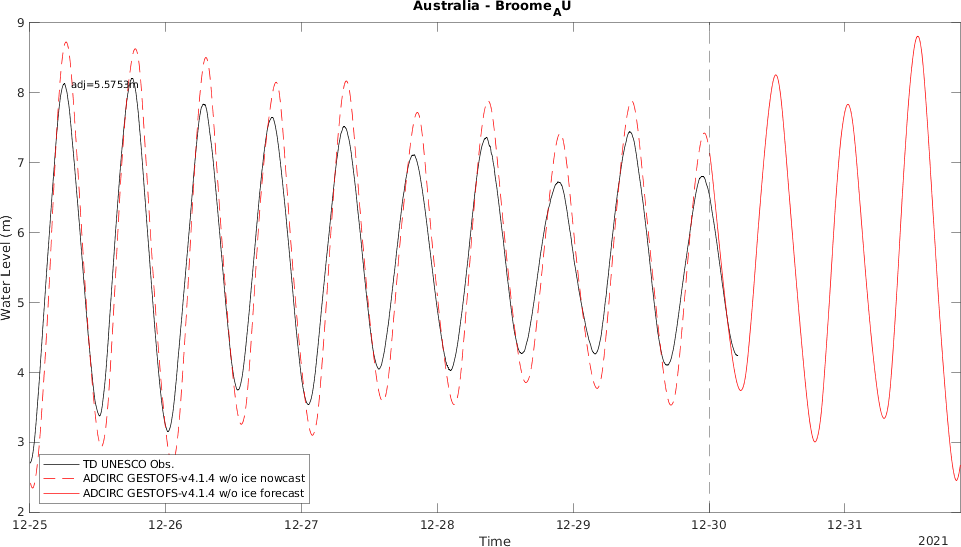 Australia - BroomeAU
9
8
7
6
5
4
3
2
Water Level (m)
adj=5.5753m
TD UNESCO Obs.
ADCIRC GESTOFS-v4.1.4 w/o ice nowcast
ADCIRC GESTOFS-v4.1.4 w/o ice forecast
12-25 12-26 12-27 12-28 12-29 12-30 12-31
Time
2021